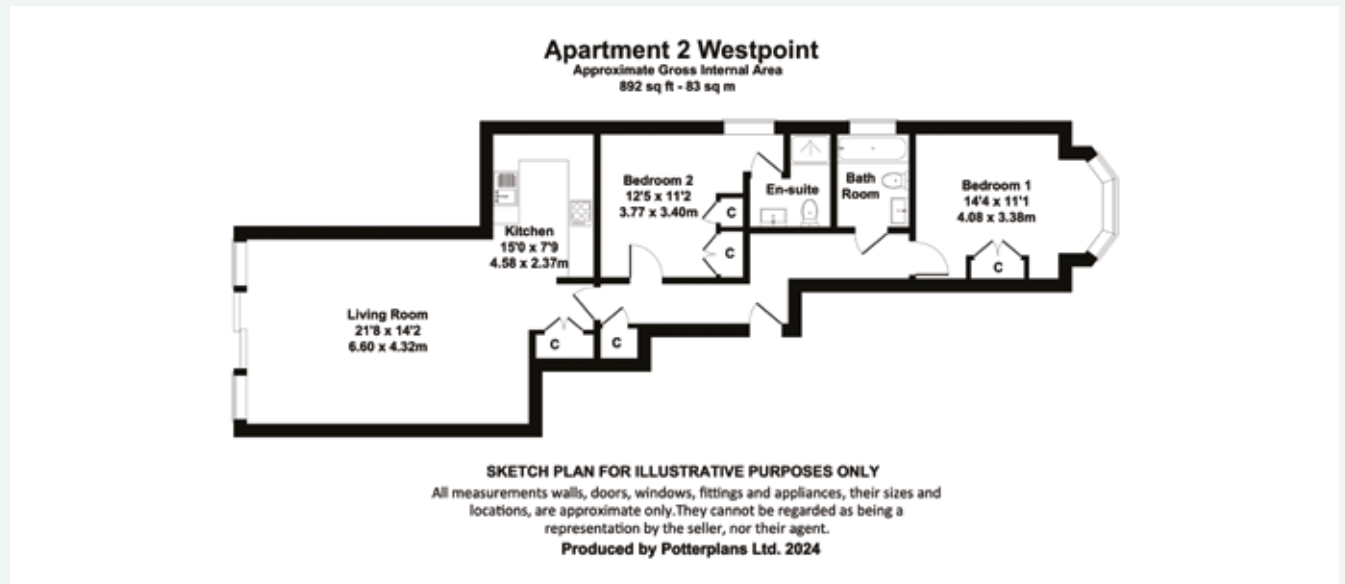 Apartment 2 Westpoint
Approximate Gross Internal Area
892 sq ft - 83 sq m
Kitchen
15'0 x 7'9
4.58 x 2.37m
Bedroom 2
12'5 x 11'2
3.77 x 3.40m
C
C
En-suite
Bath
Room
Bedroom 1
14'4 x 11'1
4.08 x 3.38m
C
Living Room
21'8 x 14'2
6.60 x 4.32m
C
C
SKETCH PLAN FOR ILLUSTRATIVE PURPOSES ONLY
All measurements walls, doors, windows, fittings and appliances, their sizes and
locations, are approximate only.They cannot be regarded as being a
representation by the seller, nor their agent.
Produced by Potterplans Ltd. 2024